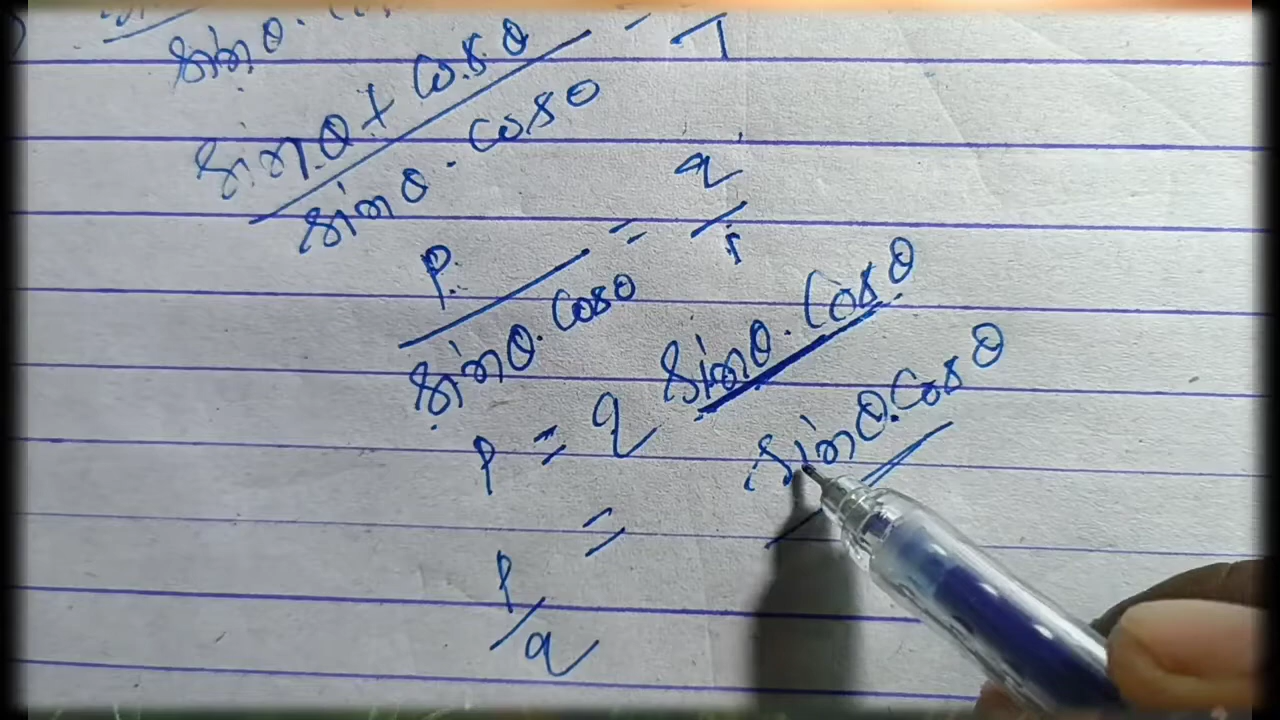 sinθ.
sinθ + cosθ / sinθ · cosθ =
P / sinθ·cosθ = q / 1
P = q sinθ·cosθ
P / q = sinθ.cosθ